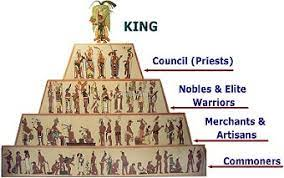 KING
Council (Priests)
Nobles & Elite
Warriors
Merchants &
Artisans
Commoners